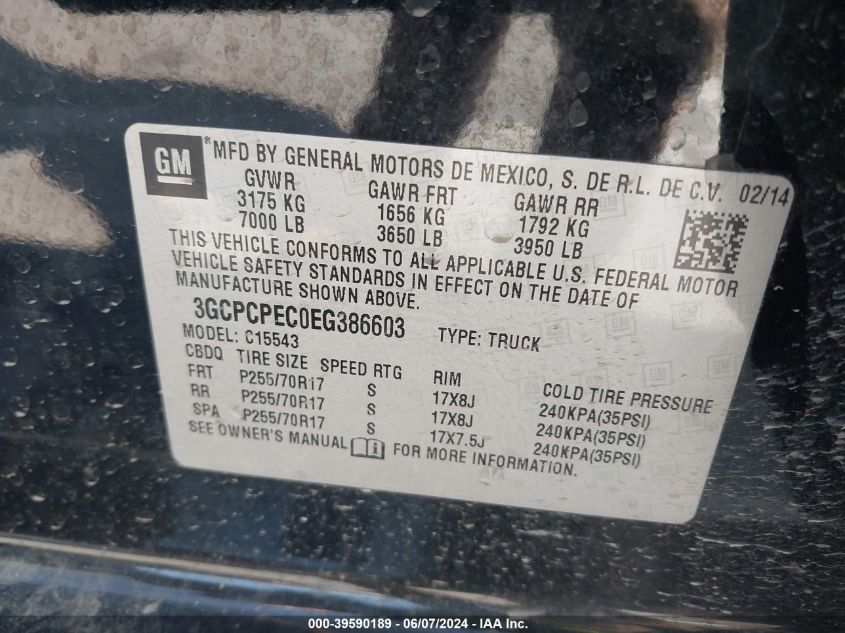 GM ® MFD BY GENERAL MOTORS DE MEXICO, S. DE R.L. DE C.V. 02/14
GVWR GAWR FRT GAWR RR
3175 KG 1656 KG 1792 KG
7000 LB 3650 LB 3950 LB
THIS VEHICLE CONFORMS TO ALL APPLICABLE U.S. FEDERAL MOTOR
VEHICLE SAFETY STANDARDS IN EFFECT ON THE DATE OF
MANUFACTURE SHOWN ABOVE.
3GCPCPEC0EG386603 TYPE: TRUCK
MODEL: C15543
CBDQ TIRE SIZE SPEED RTG RIM COLD TIRE PRESSURE
FRT P255/70R17 S 17X8J 240KPA(35PSI)
RR P255/70R17 S 17X8J 240KPA(35PSI)
SPA P255/70R17 S 17X7.5J 240KPA(35PSI)
SEE OWNER'S MANUAL FOR MORE INFORMATION.
000-39590189 - 06/07/2024 - IAA Inc.